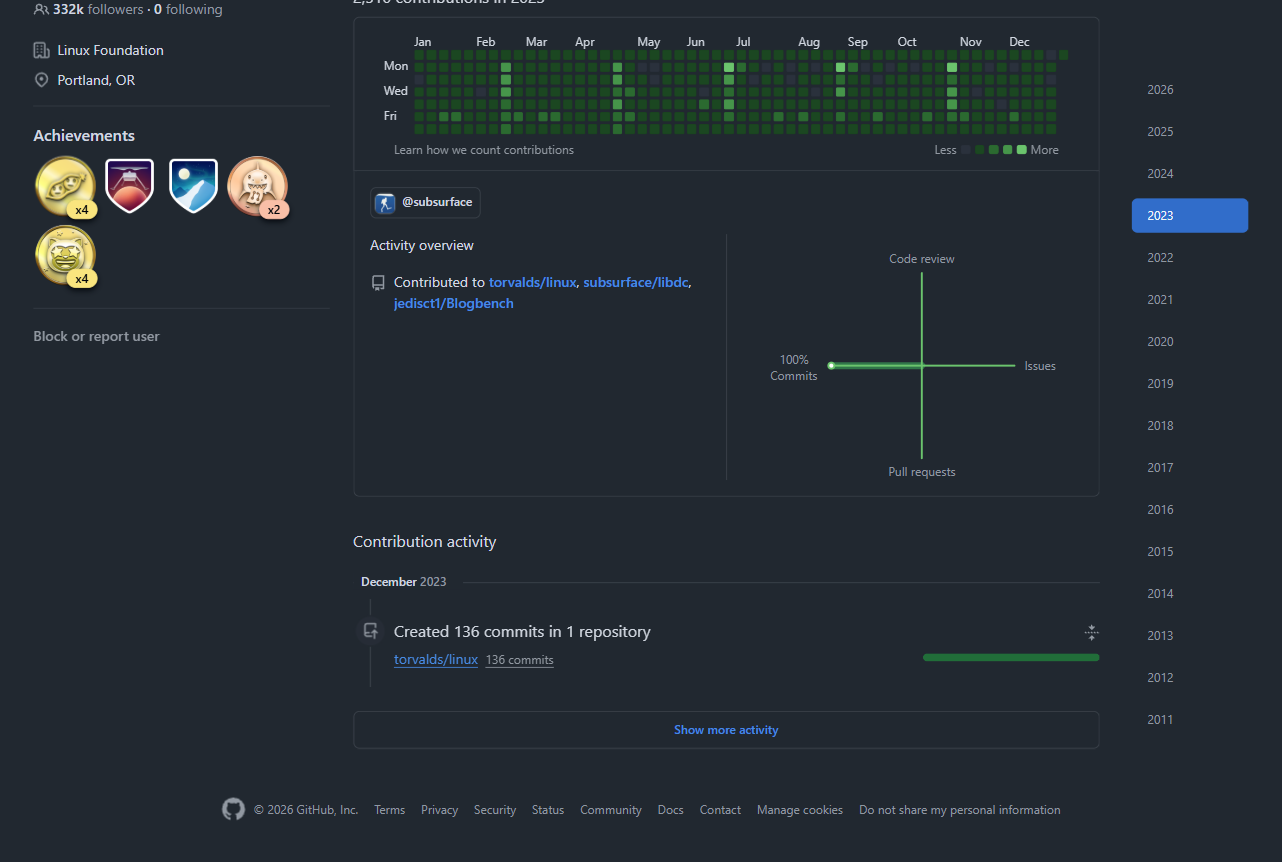 332k followers · 0 following
Linux Foundation
Portland, OR
Achievements
x4
x2
x4
Block or report user
2,310 contributions in 2023
Jan Feb Mar Apr May Jun Jul Aug Sep Oct Nov Dec
Mon
Wed
Fri
Learn how we count contributions
Less More
@subsurface
Activity overview
Contributed to torvalds/linux, subsurface/libdc,
jedisct1/Blogbench
Code review
100%
Commits
Issues
Pull requests
Contribution activity
December 2023
Created 136 commits in 1 repository
torvalds/linux 136 commits
Show more activity
2026
2025
2024
2023
2022
2021
2020
2019
2018
2017
2016
2015
2014
2013
2012
2011
© 2026 GitHub, Inc. Terms Privacy Security Status Community Docs Contact Manage cookies Do not share my personal information